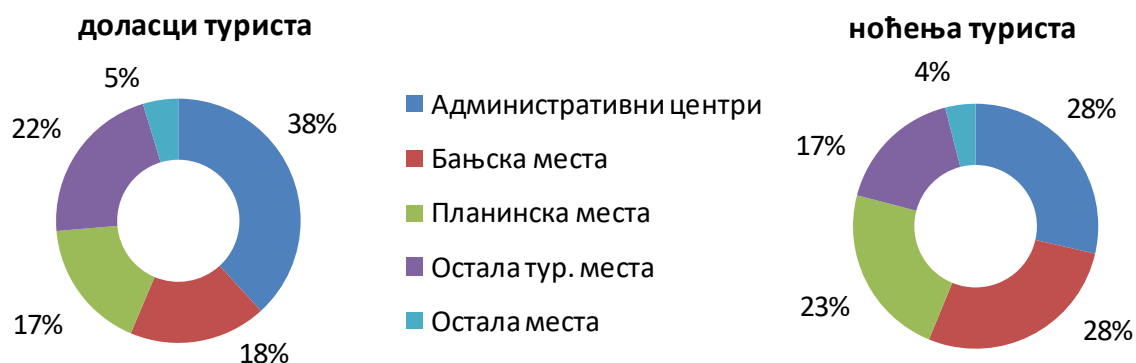 доласци туриста
5%
38%
22%
17%
18%
Административни центри
Бањска места
Планинска места
Остала тур. места
Остала места
ноћења туриста
4%
28%
17%
23%
28%